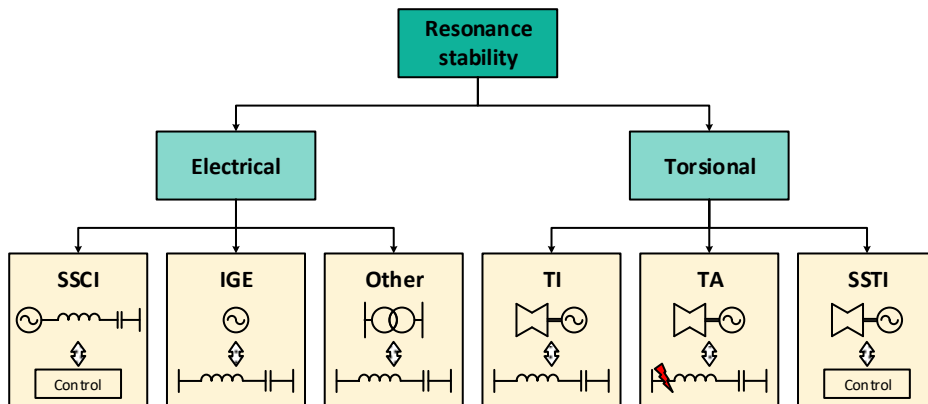 Resonance
stability
Electrical
Torsional
SSCI
IGE
Other
TI
TA
SSTI
Control
Control